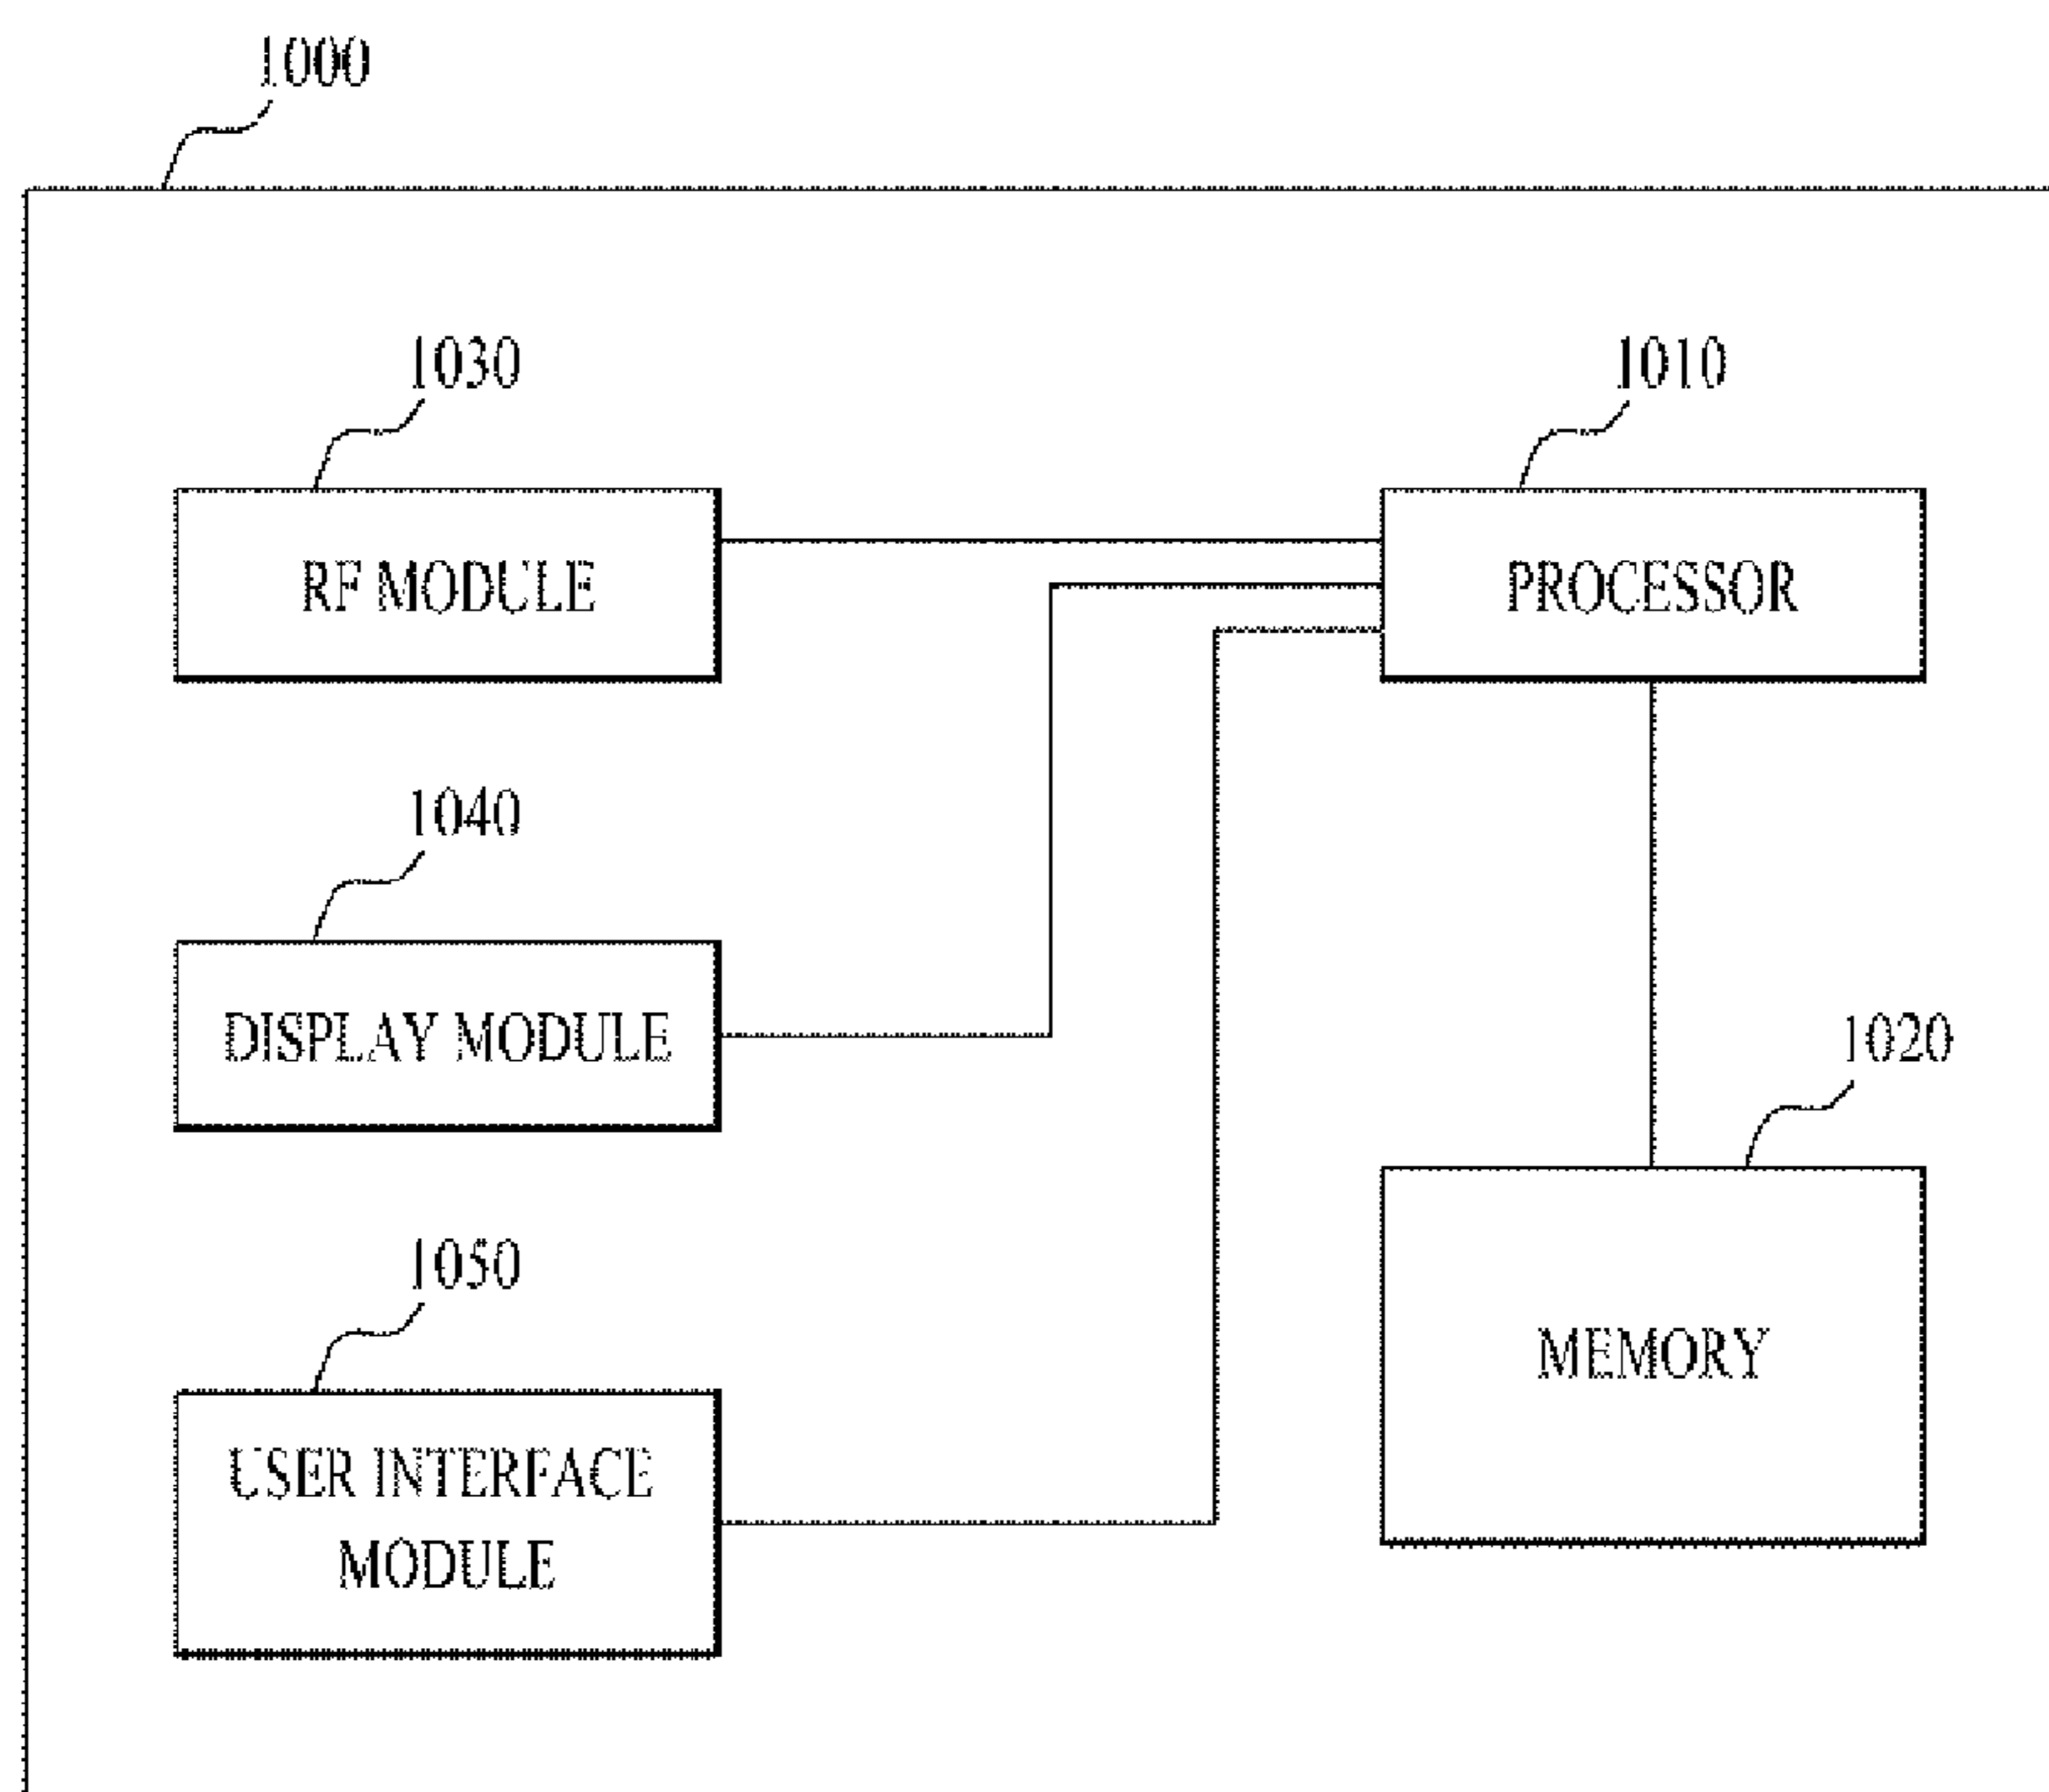 1000
1030
1010
RF MODULE
PROCESSOR
1040
DISPLAY MODULE
1020
1050
MEMORY
USER INTERFACE
MODULE